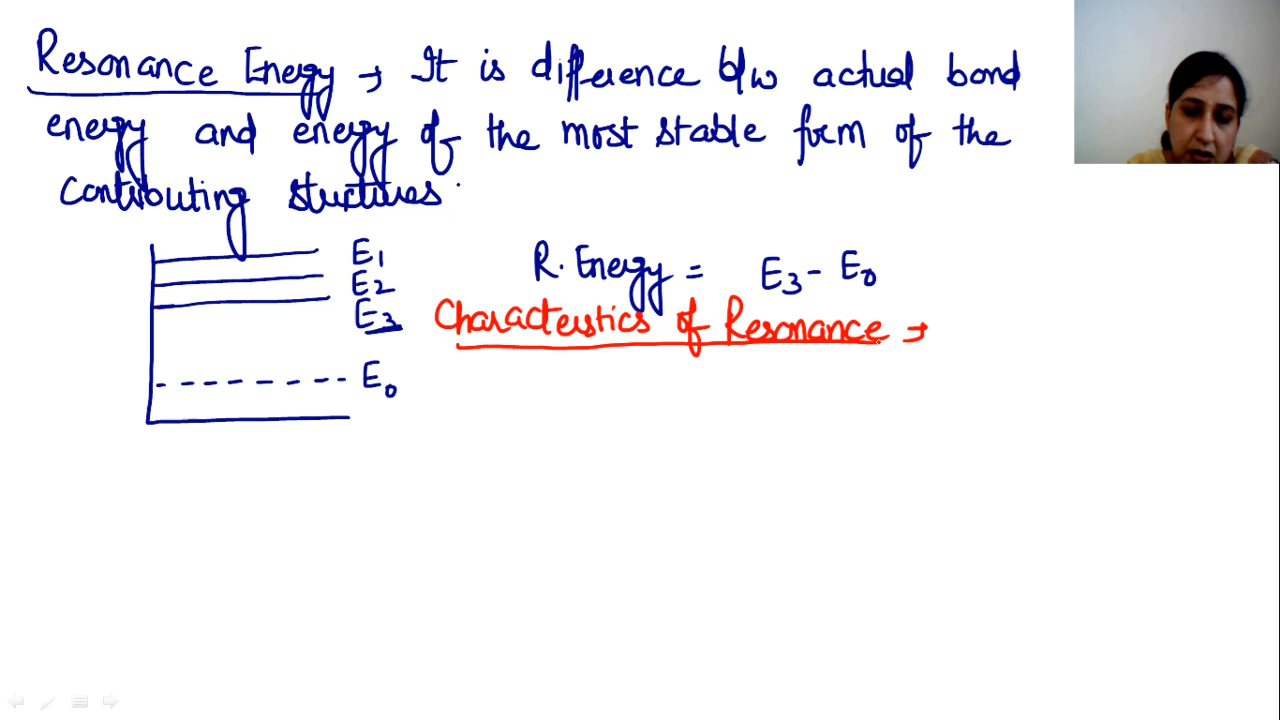 Resonance Energy → It is difference b/w actual bond
energy and energy of the most stable form of the
contributing structures.
E1
E2
E3
E0
R. Energy = E3 - E0
Characteristics of Resonance →